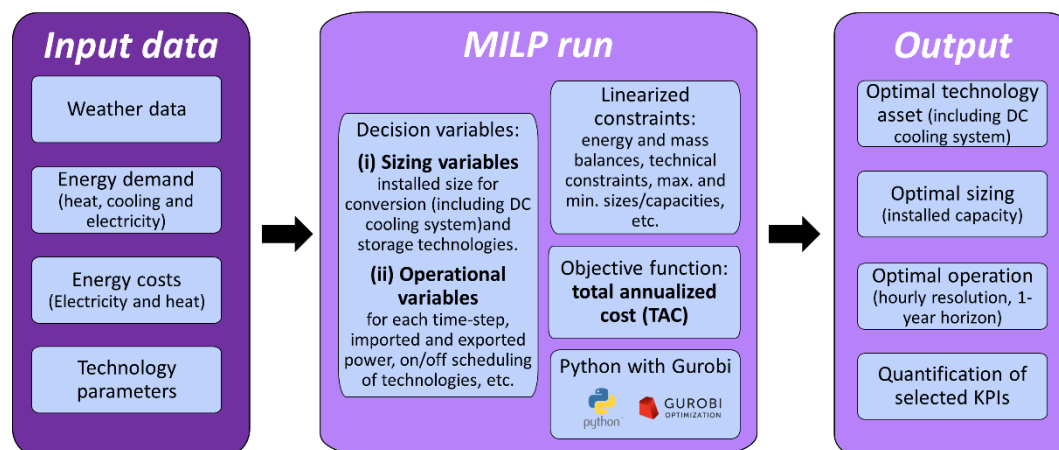 Input data
Weather data
Energy demand
(heat, cooling and
electricity)
Energy costs
(Electricity and heat)
Technology
parameters
MILP run
Decision variables:
(i) Sizing variables
installed size for
conversion (including DC
cooling system)and
storage technologies.
(ii) Operational
variables
for each time-step,
imported and exported
power, on/off scheduling
of technologies, etc.
Linearized
constraints:
energy and mass
balances, technical
constraints, max. and
min. sizes/capacities,
etc.
Objective function:
total annualized
cost (TAC)
Python with Gurobi
python
GUROBI
OPTIMIZATION
Output
Optimal technology
asset (including DC
cooling system)
Optimal sizing
(installed capacity)
Optimal operation
(hourly resolution, 1-
year horizon)
Quantification of
selected KPIs